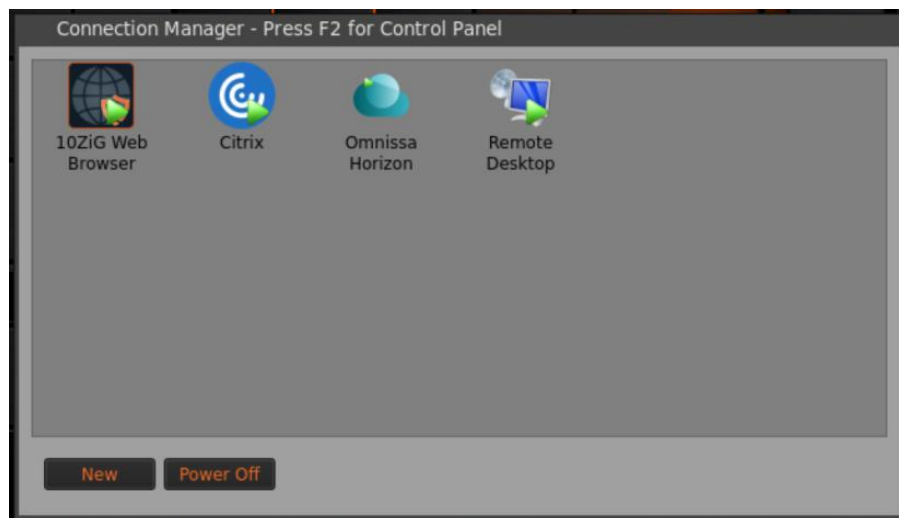 Connection Manager - Press F2 for Control Panel
10ZiG Web
Browser
Citrix
Omnissa
Horizon
Remote
Desktop
New
Power Off